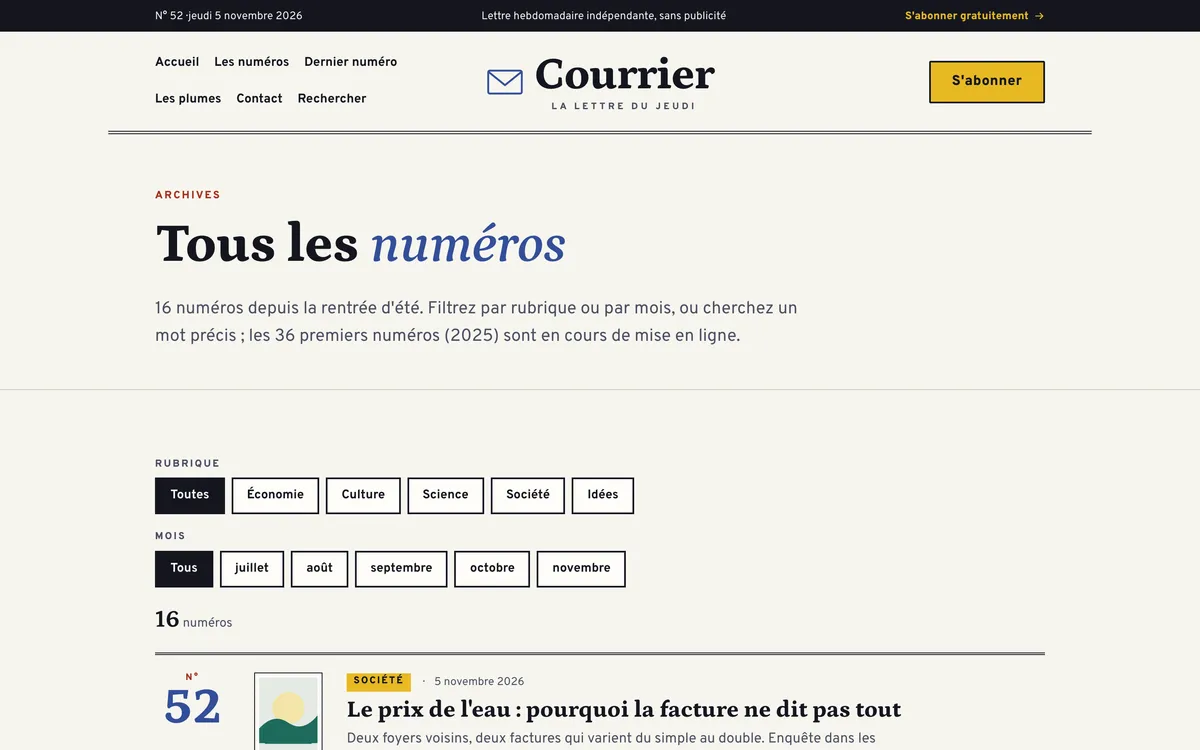 N° 52 ·jeudi 5 novembre 2026
Lettre hebdomadaire indépendante, sans publicité
S'abonner gratuitement →
Accueil Les numéros Dernier numéro
Les plumes Contact Rechercher
Courrier
LA LETTRE DU JEUDI
S'abonner
ARCHIVES
Tous les numéros
16 numéros depuis la rentrée d'été. Filtrez par rubrique ou par mois, ou cherchez un
mot précis ; les 36 premiers numéros (2025) sont en cours de mise en ligne.
RUBRIQUE
Toutes Économie Culture Science Société Idées
MOIS
Tous juillet août septembre octobre novembre
16 numéros
N°
52
SOCIÉTÉ · 5 novembre 2026
Le prix de l'eau : pourquoi la facture ne dit pas tout
Deux foyers voisins, deux factures qui varient du simple au double. Enquête dans les